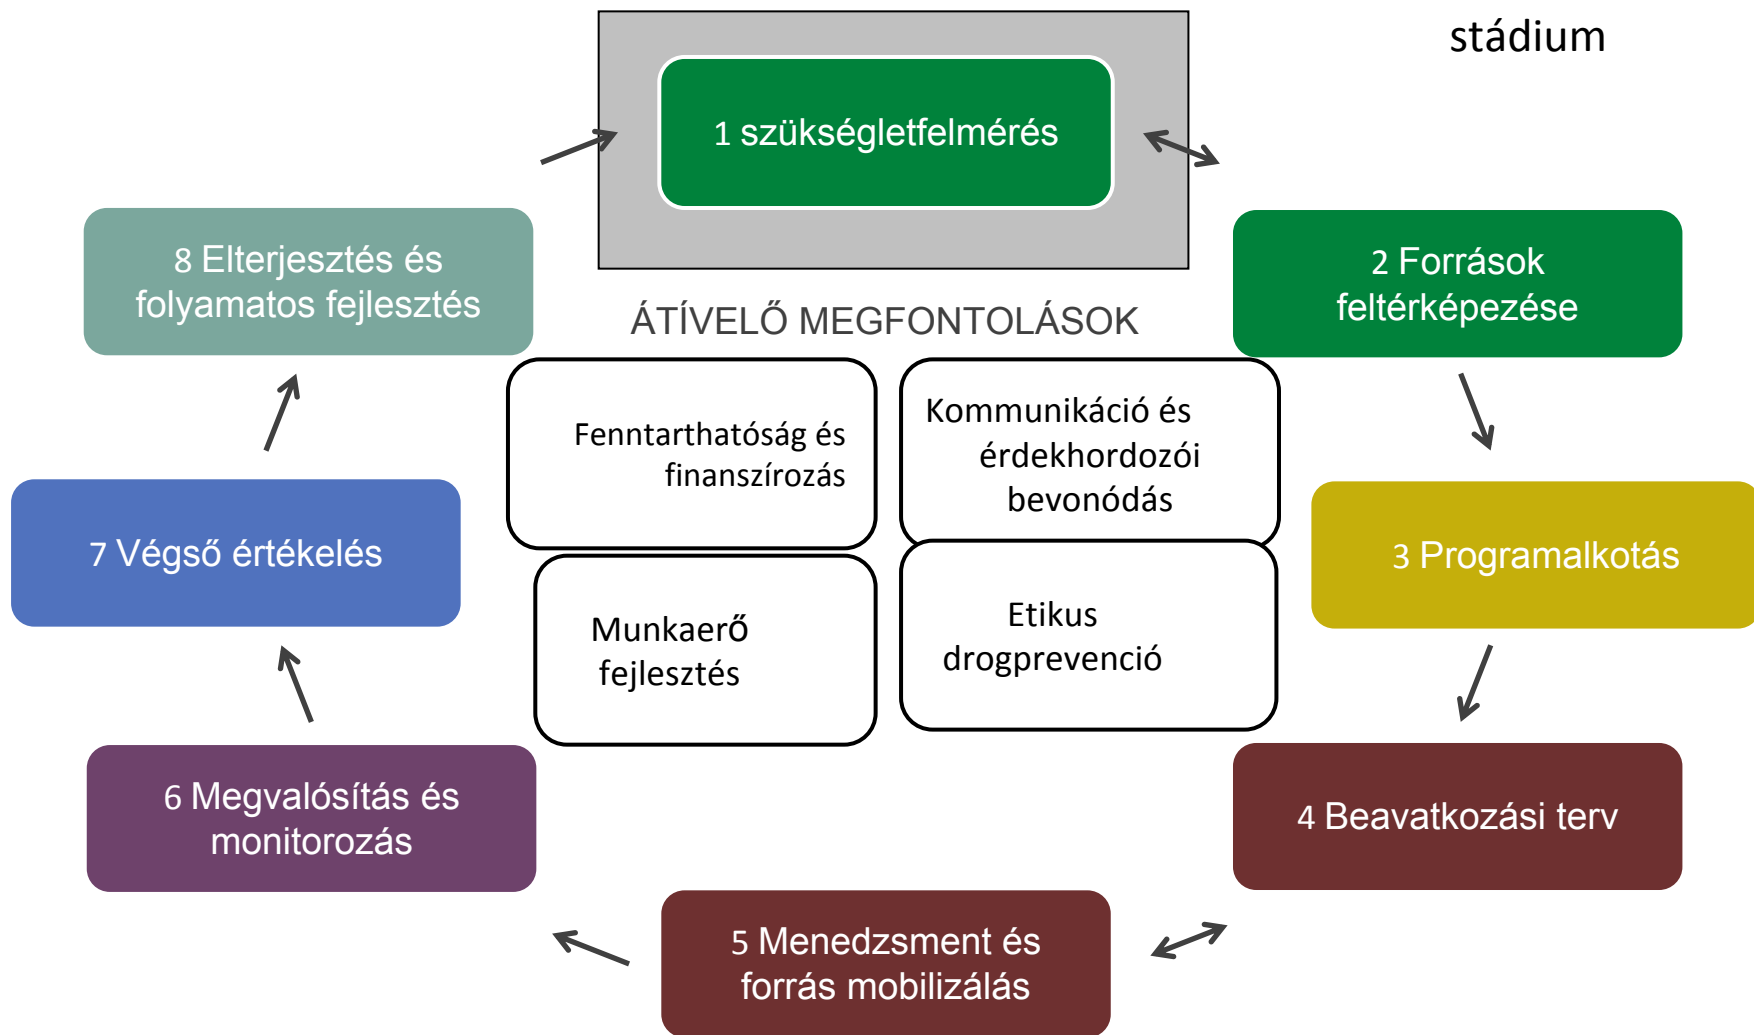 stádium
1 szükségletfelmérés
8 Elterjesztés és
folyamatos fejlesztés
2 Források
feltérképezése
ÁTÍVELŐ MEGFONTOLÁSOK
Fenntarthatóság és
finanszírozás
Kommunikáció és
érdekhordozói
bevonódás
7 Végső értékelés
3 Programalkotás
Munkaerő
fejlesztés
Etikus
drogprevenció
6 Megvalósítás és
monitorozás
4 Beavatkozási terv
5 Menedzsment és
forrás mobilizálás